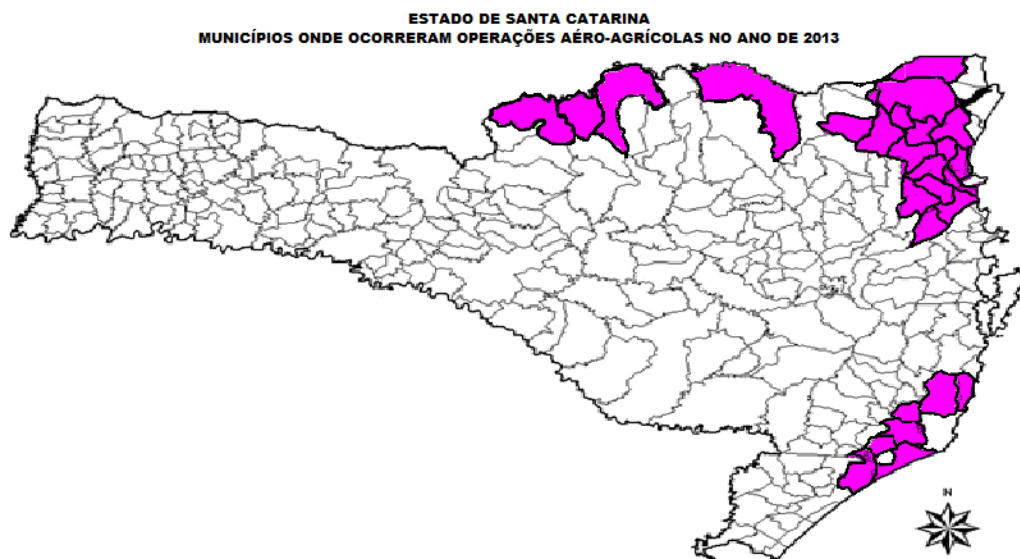 ESTADO DE SANTA CATARINA
MUNICÍPIOS ONDE OCORRERAM OPERAÇÕES AÉRO-AGRÍCOLAS NO ANO DE 2013
N